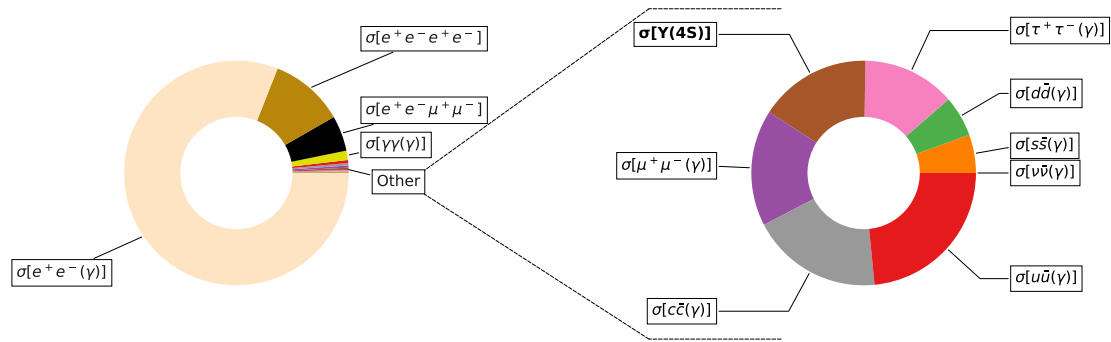 σ[e⁺e⁻e⁺e⁻]
σ[e⁺e⁻μ⁺μ⁻]
σ[γγ(γ)]
Other
σ[e⁺e⁻(γ)]
σ[Υ(4S)]
σ[τ⁺τ⁻(γ)]
σ[dd̄(γ)]
σ[ss̄(γ)]
σ[νν̄(γ)]
σ[μ⁺μ⁻(γ)]
σ[uū(γ)]
σ[cc̄(γ)]